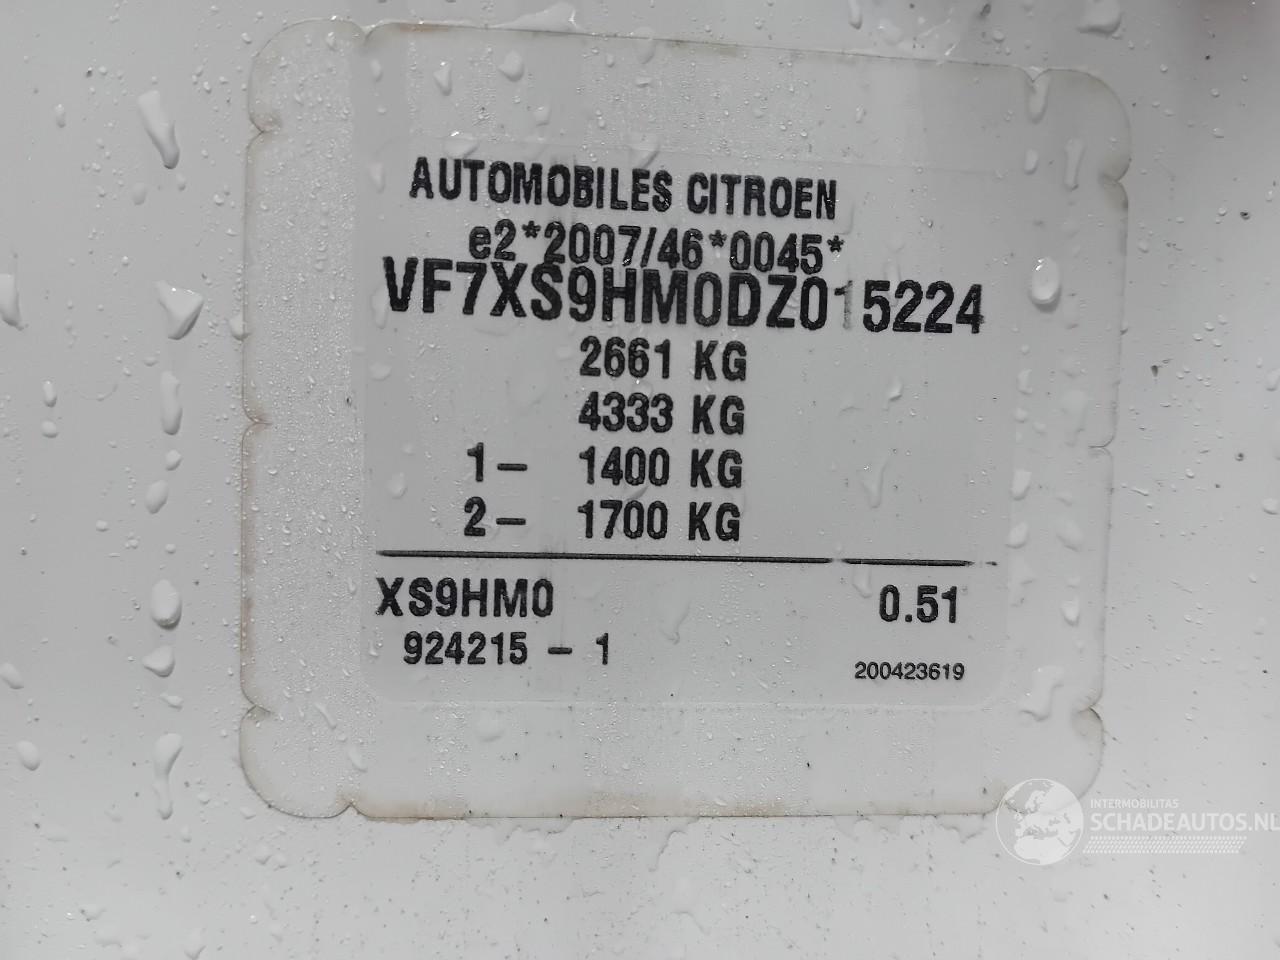 AUTOMOBILES CITROEN
e2*2007/46*0045*
VF7XS9HM0DZ015224
2661 KG
4333 KG
1- 1400 KG
2- 1700 KG
XS9HM0 0.51
924215 - 1
200423619
INTERMOBILITAS
SCHADEAUTOS.NL